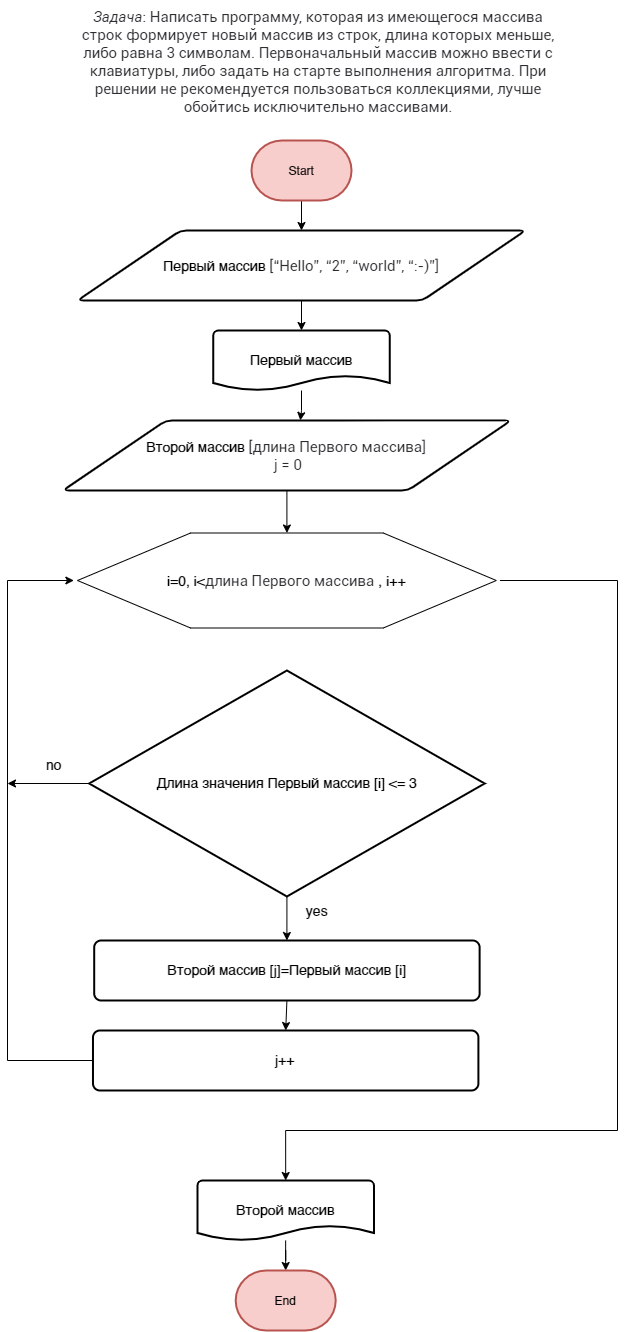 Задача: Написать программу, которая из имеющегося массива
строк формирует новый массив из строк, длина которых меньше,
либо равна 3 символам. Первоначальный массив можно ввести с
клавиатуры, либо задать на старте выполнения алгоритма. При
решении не рекомендуется пользоваться коллекциями, лучше
обойтись исключительно массивами.
Start
Первый массив [“Hello”, “2”, “world”, “:-)”]
Первый массив
Второй массив [длина Первого массива]
j = 0
i=0, i<длина Первого массива , i++
Длина значения Первый массив [i] <= 3
no
yes
Второй массив [j]=Первый массив [i]
j++
Второй массив
End